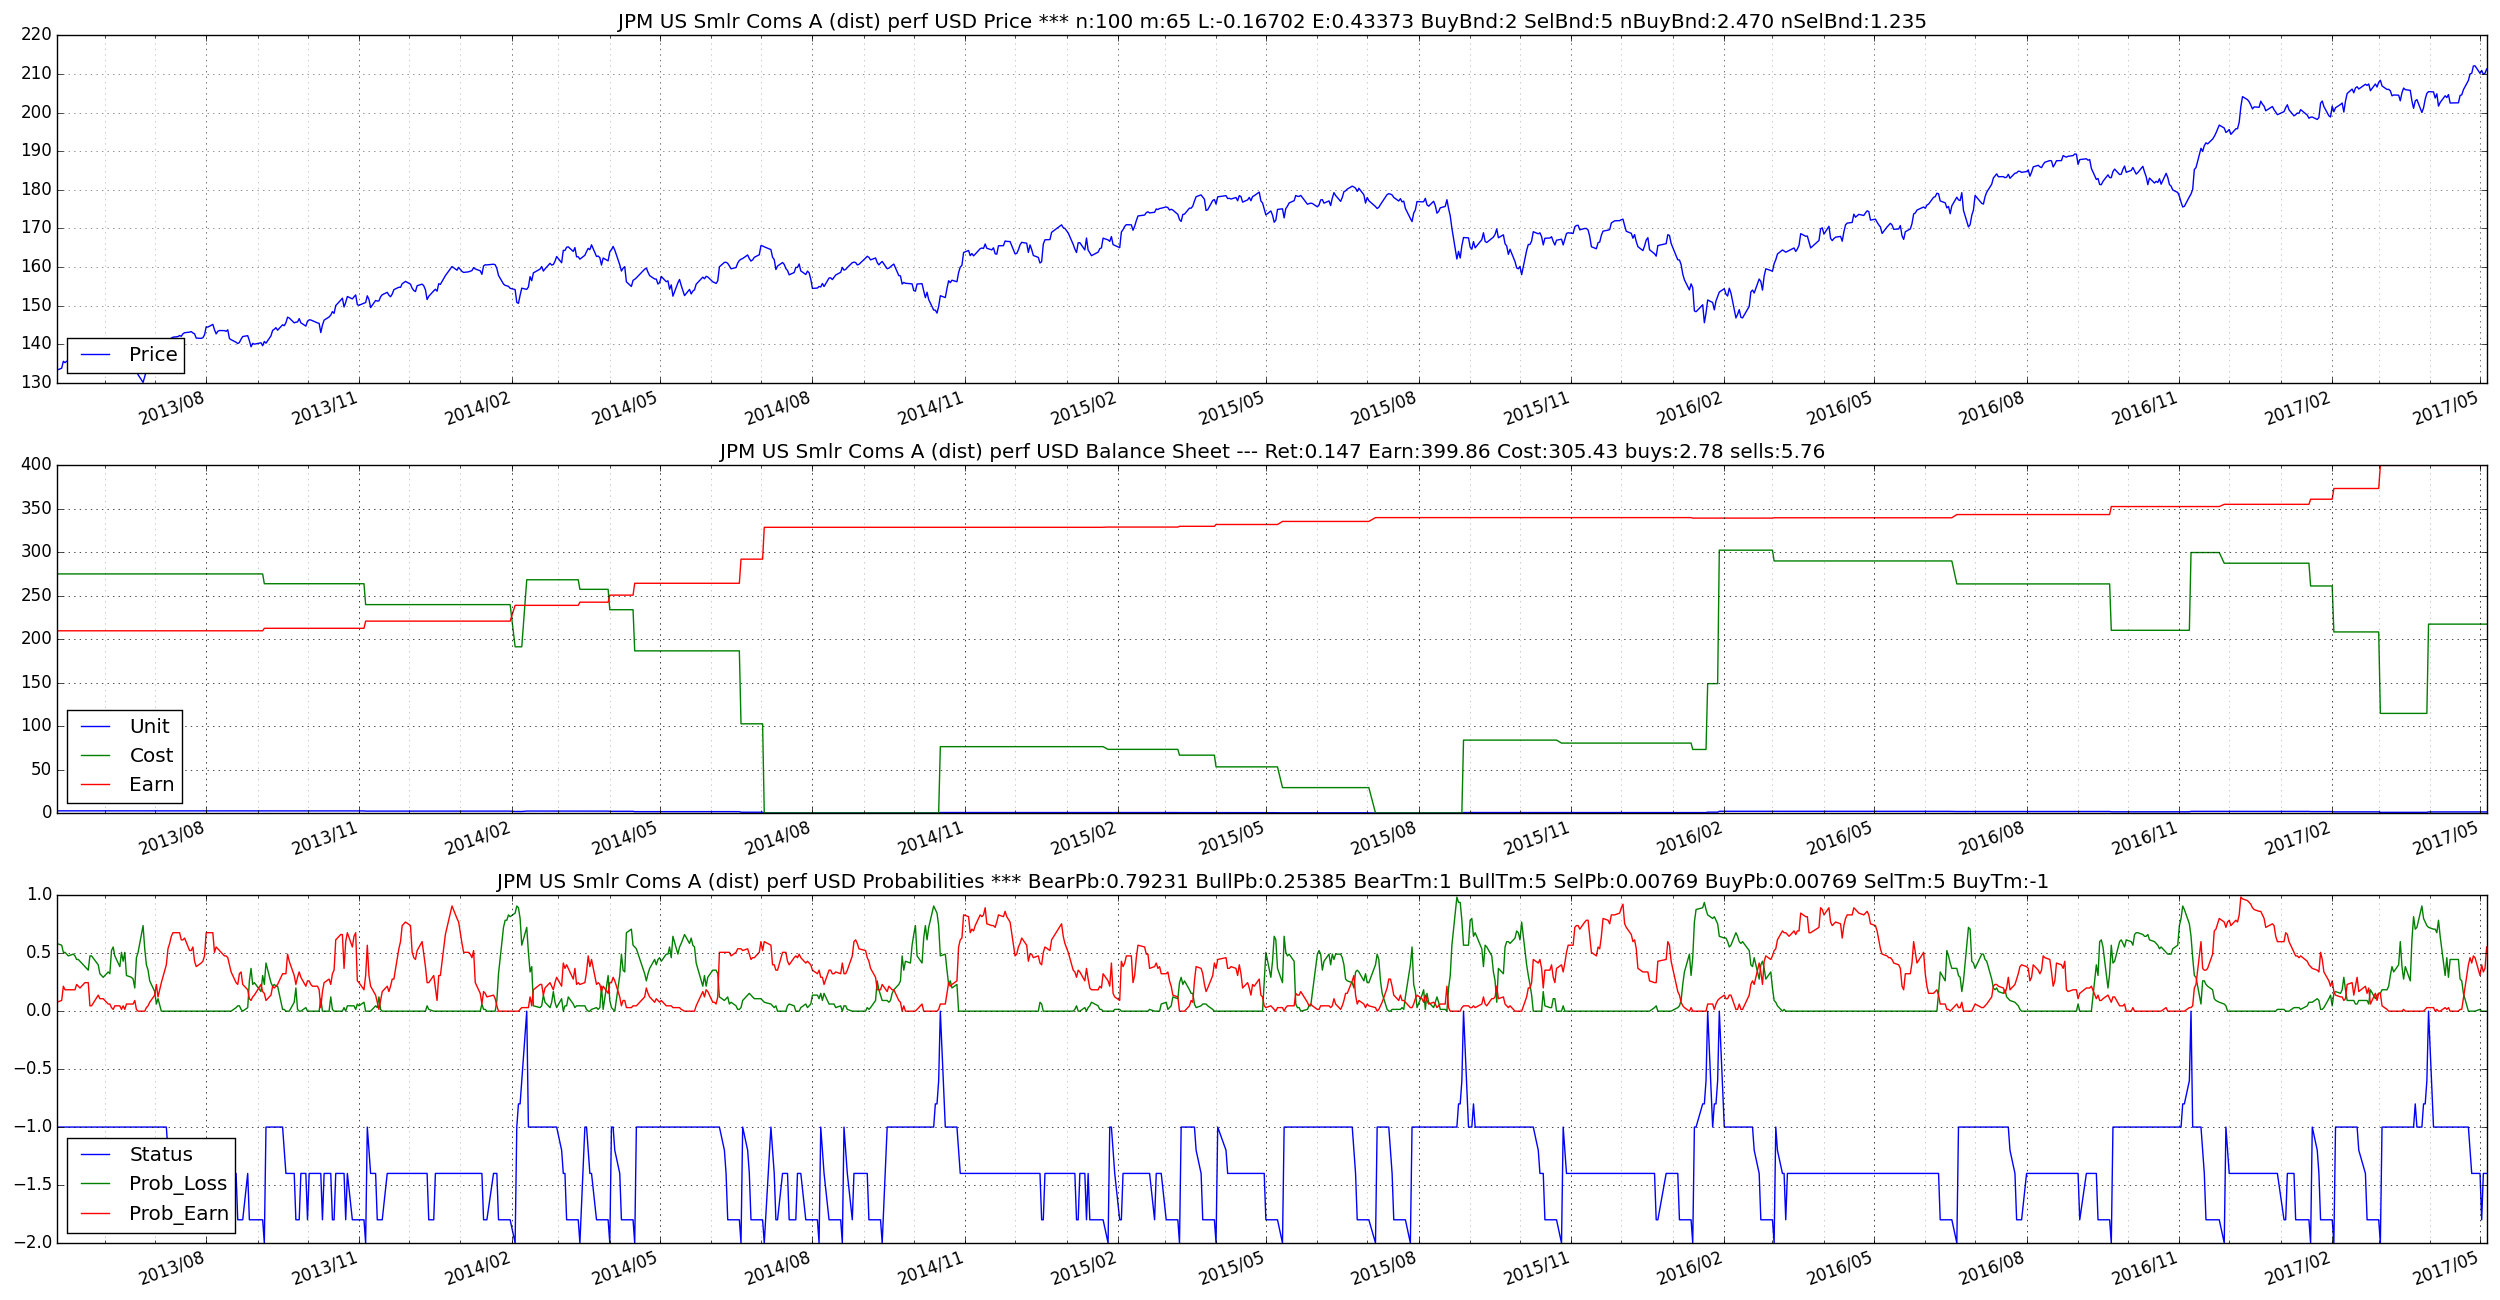 JPM US Smlr Coms A (dist) perf USD Price *** n:100 m:65 L:-0.16702 E:0.43373 BuyBnd:2 SelBnd:5 nBuyBnd:2.470 nSelBnd:1.235
220
210
200
190
180
170
160
150
140
130
Price
2013/08 2013/11 2014/02 2014/05 2014/08 2014/11 2015/02 2015/05 2015/08 2015/11 2016/02 2016/05 2016/08 2016/11 2017/02 2017/05
JPM US Smlr Coms A (dist) perf USD Balance Sheet --- Ret:0.147 Earn:399.86 Cost:305.43 buys:2.78 sells:5.76
400
350
300
250
200
150
100
50
0
Unit
Cost
Earn
2013/08 2013/11 2014/02 2014/05 2014/08 2014/11 2015/02 2015/05 2015/08 2015/11 2016/02 2016/05 2016/08 2016/11 2017/02 2017/05
JPM US Smlr Coms A (dist) perf USD Probabilities *** BearPb:0.79231 BullPb:0.25385 BearTm:1 BullTm:5 SelPb:0.00769 BuyPb:0.00769 SelTm:5 BuyTm:-1
1.0
0.5
0.0
−0.5
−1.0
−1.5
−2.0
Status
Prob_Loss
Prob_Earn
2013/08 2013/11 2014/02 2014/05 2014/08 2014/11 2015/02 2015/05 2015/08 2015/11 2016/02 2016/05 2016/08 2016/11 2017/02 2017/05